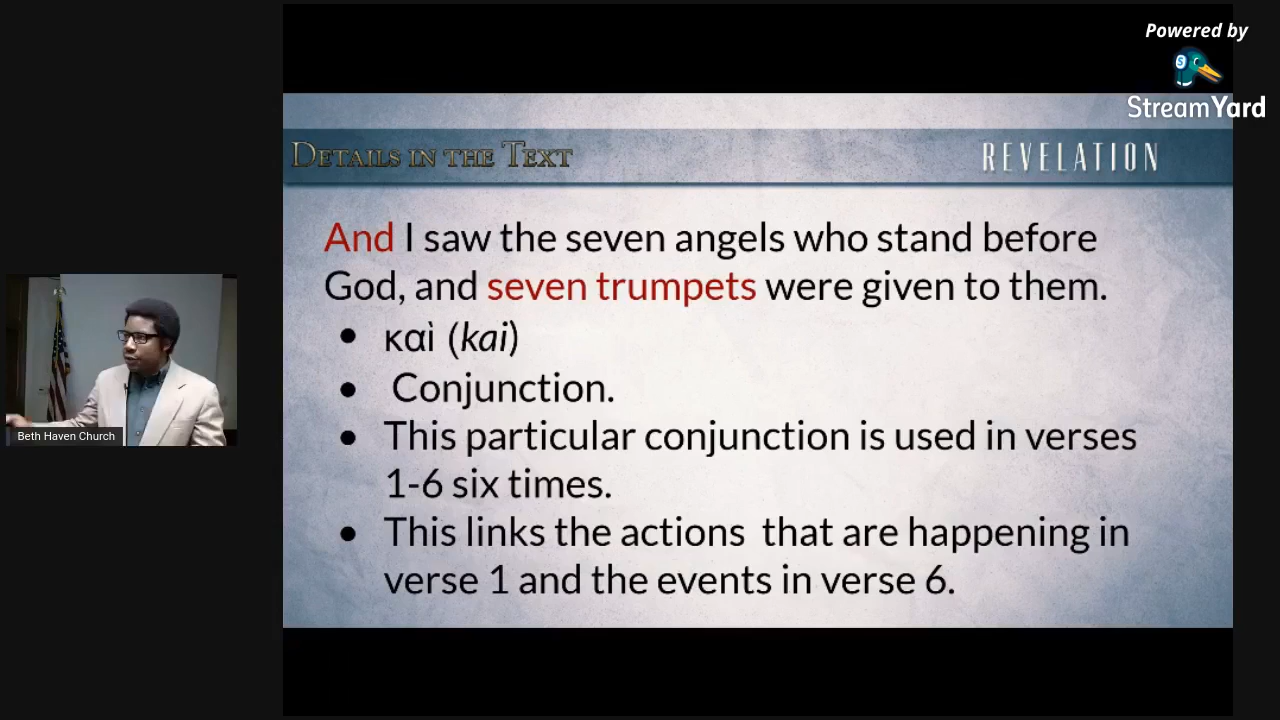 Powered by
StreamYard
DETAILS IN THE TEXT
REVELATION
And I saw the seven angels who stand before
God, and seven trumpets were given to them.
• καὶ (kai)
• Conjunction.
• This particular conjunction is used in verses
1-6 six times.
• This links the actions that are happening in
verse 1 and the events in verse 6.
Beth Haven Church